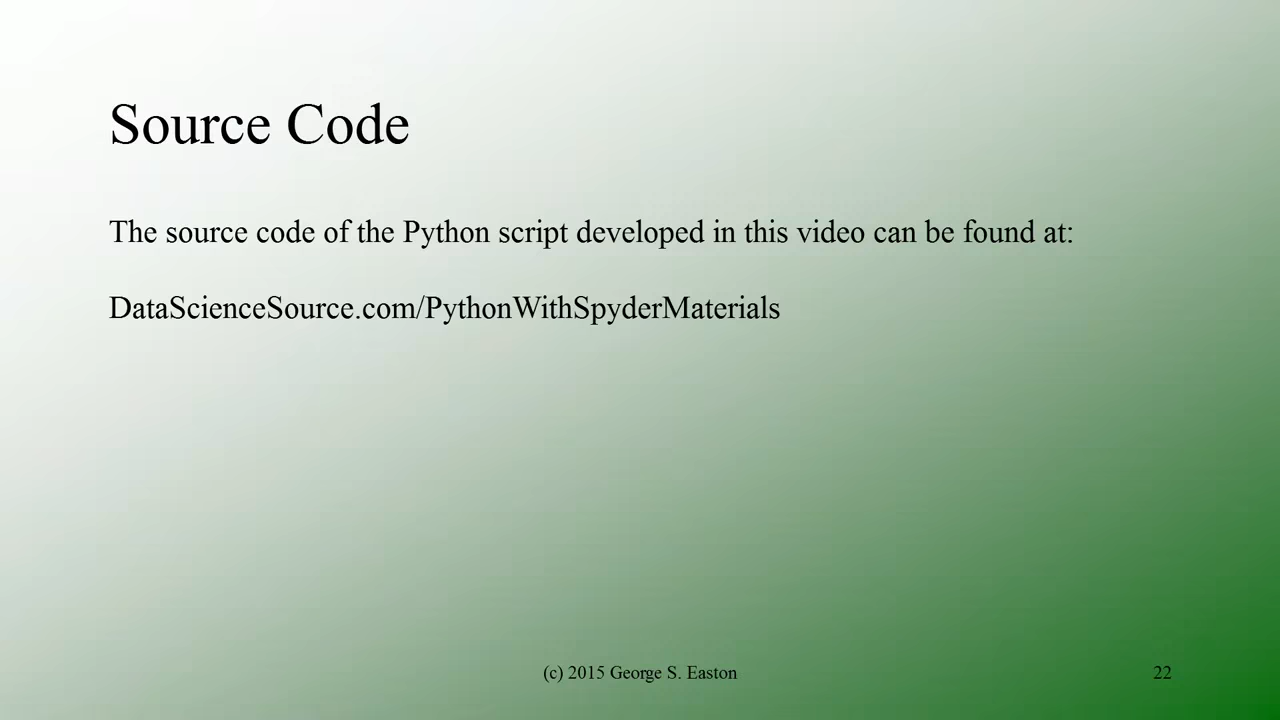 Source Code
The source code of the Python script developed in this video can be found at:
DataScienceSource.com/PythonWithSpyderMaterials
(c) 2015 George S. Easton
22